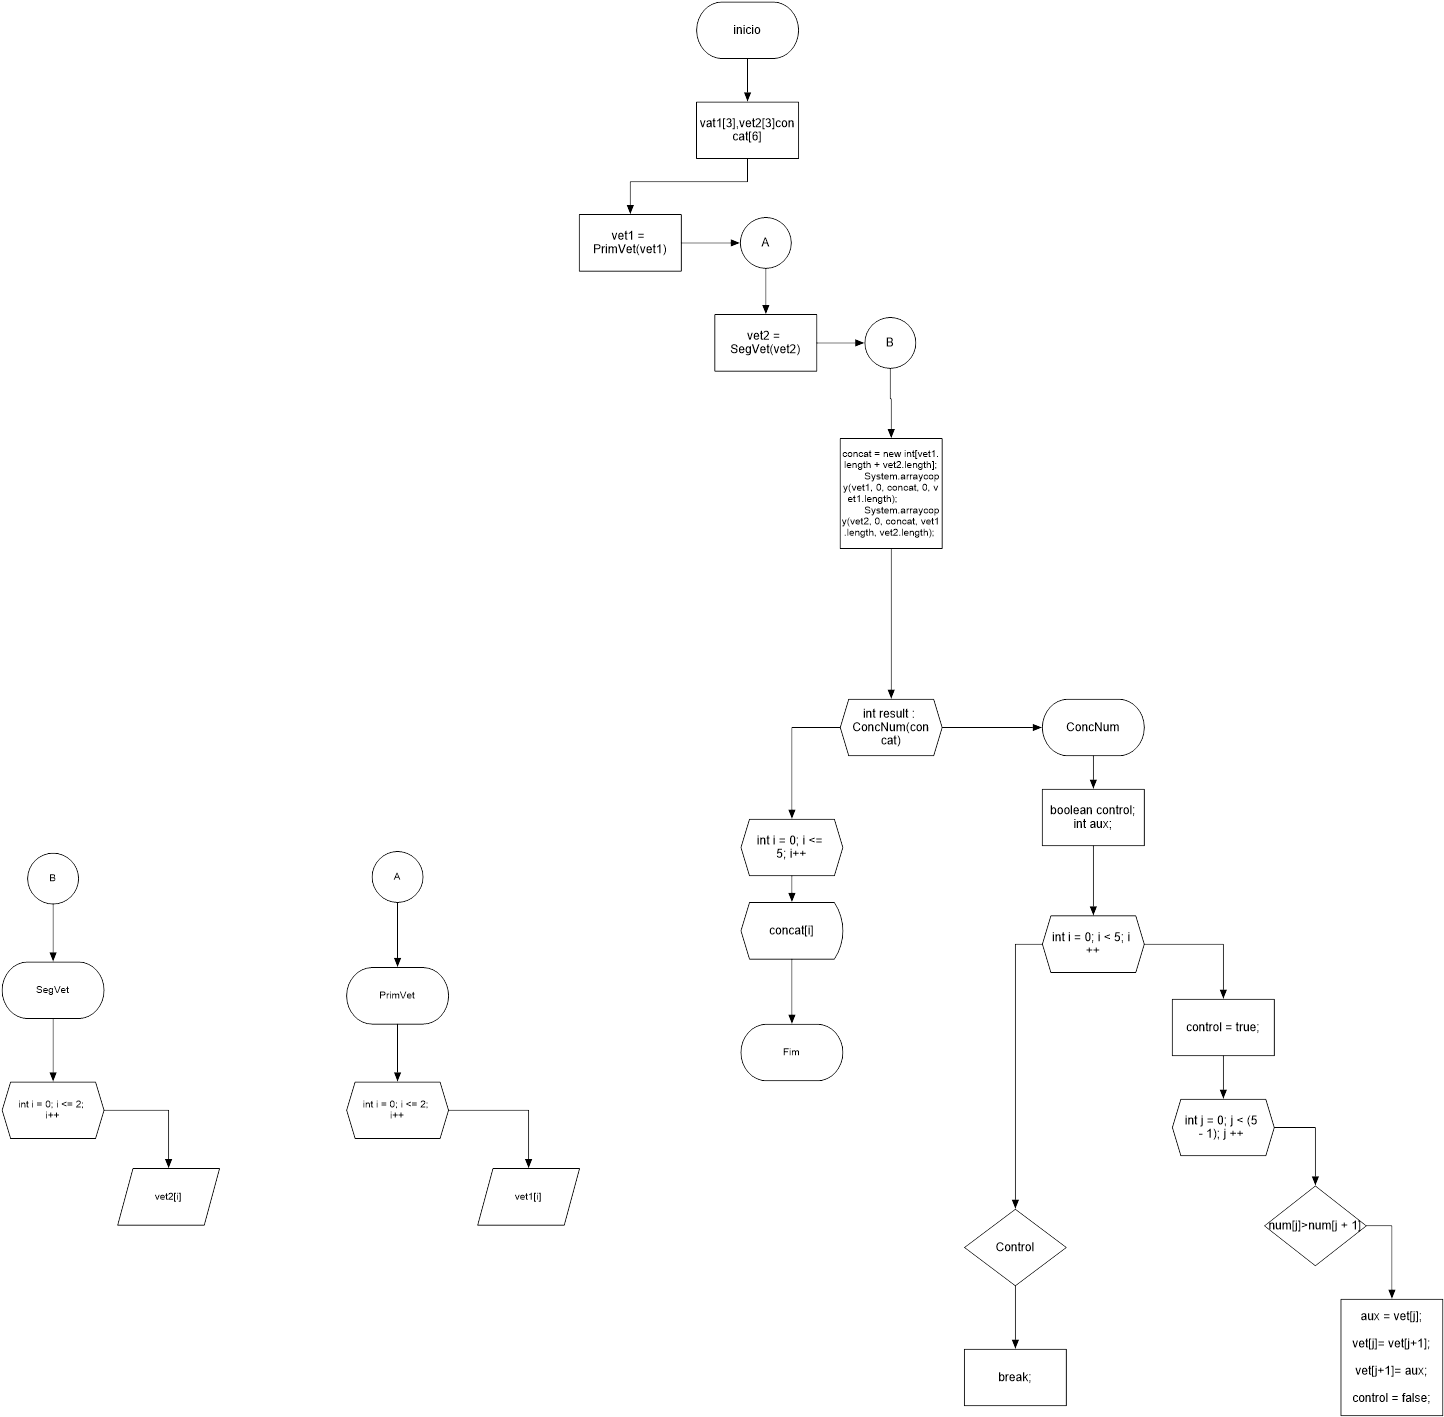 inicio
vat1[3],vet2[3]con
cat[6]
vet1 =
PrimVet(vet1)
A
vet2 =
SegVet(vet2)
B
concat = new int[vet1.
length + vet2.length];
System.arraycop
y(vet1, 0, concat, 0, v
et1.length);
System.arraycop
y(vet2, 0, concat, vet1
.length, vet2.length);
int result :
ConcNum(con
cat)
ConcNum
boolean control;
int aux;
int i = 0; i <=
5; i++
concat[i]
Fim
int i = 0; i < 5; i
++
control = true;
int j = 0; j < (5
- 1); j ++
num[j]>num[j + 1]
aux = vet[j];
vet[j]= vet[j+1];
vet[j+1]= aux;
control = false;
Control
break;
B
SegVet
int i = 0; i <= 2;
i++
vet2[i]
A
PrimVet
int i = 0; i <= 2;
i++
vet1[i]